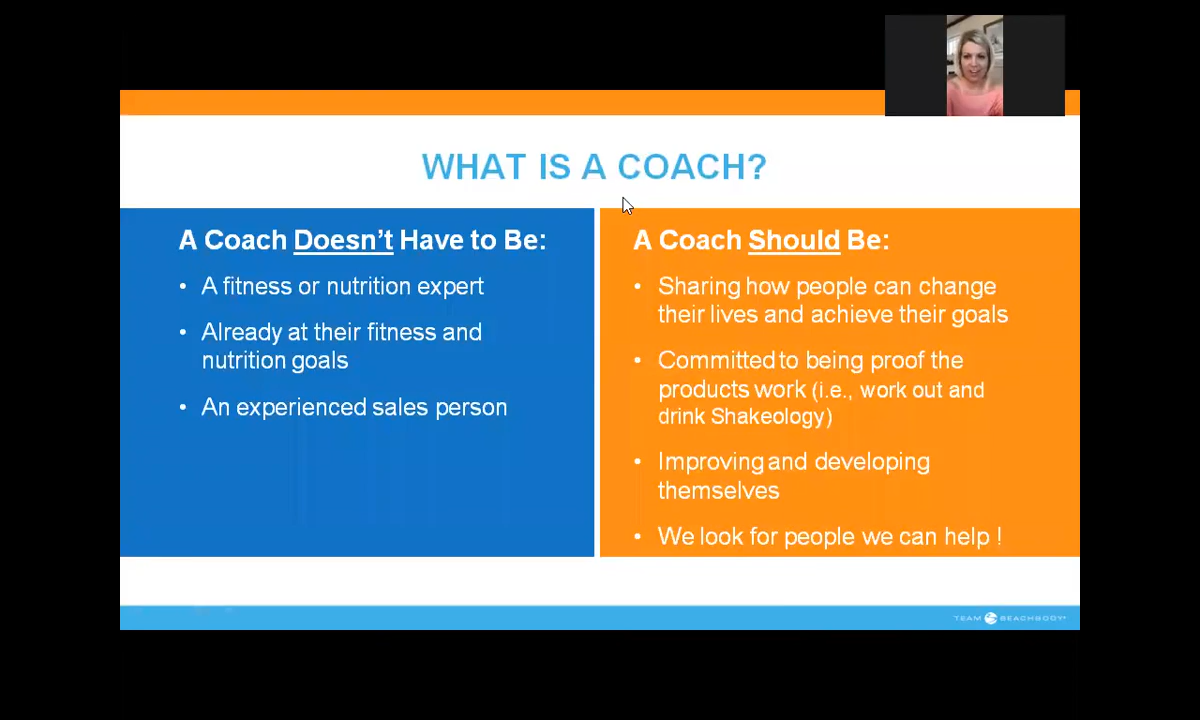 WHAT IS A COACH?
A Coach Doesn't Have to Be:
• A fitness or nutrition expert
• Already at their fitness and
nutrition goals
• An experienced sales person
A Coach Should Be:
• Sharing how people can change
their lives and achieve their goals
• Committed to being proof the
products work (i.e., work out and
drink Shakeology)
• Improving and developing
themselves
• We look for people we can help !
TEAM BEACHBODY